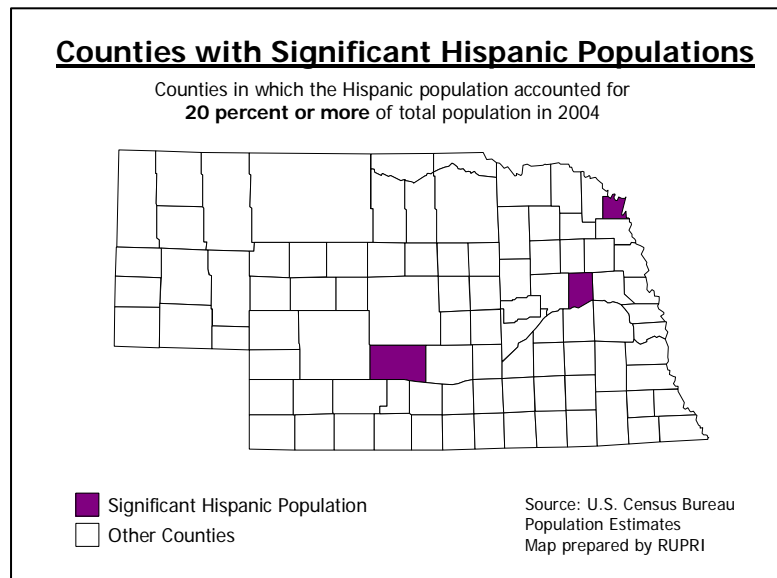 Counties with Significant Hispanic Populations
Counties in which the Hispanic population accounted for
20 percent or more of total population in 2004
Significant Hispanic Population
Other Counties
Source: U.S. Census Bureau
Population Estimates
Map prepared by RUPRI